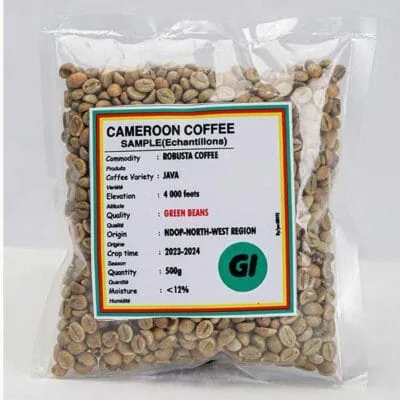 CAMEROON COFFEE
SAMPLE(Echantillons)
Commodity : ROBUSTA COFFEE
Produits
Coffee Variety : JAVA
Varieté
Elevation : 4 000 feets
Altitude
Quality : GREEN BEANS
Qualité
Origin : NDOP-NORTH-WEST REGION
Origine
Crop time : 2023-2024
Season
Quantity : 500g
Quantité
Moisture : <12%
Humidité
GI